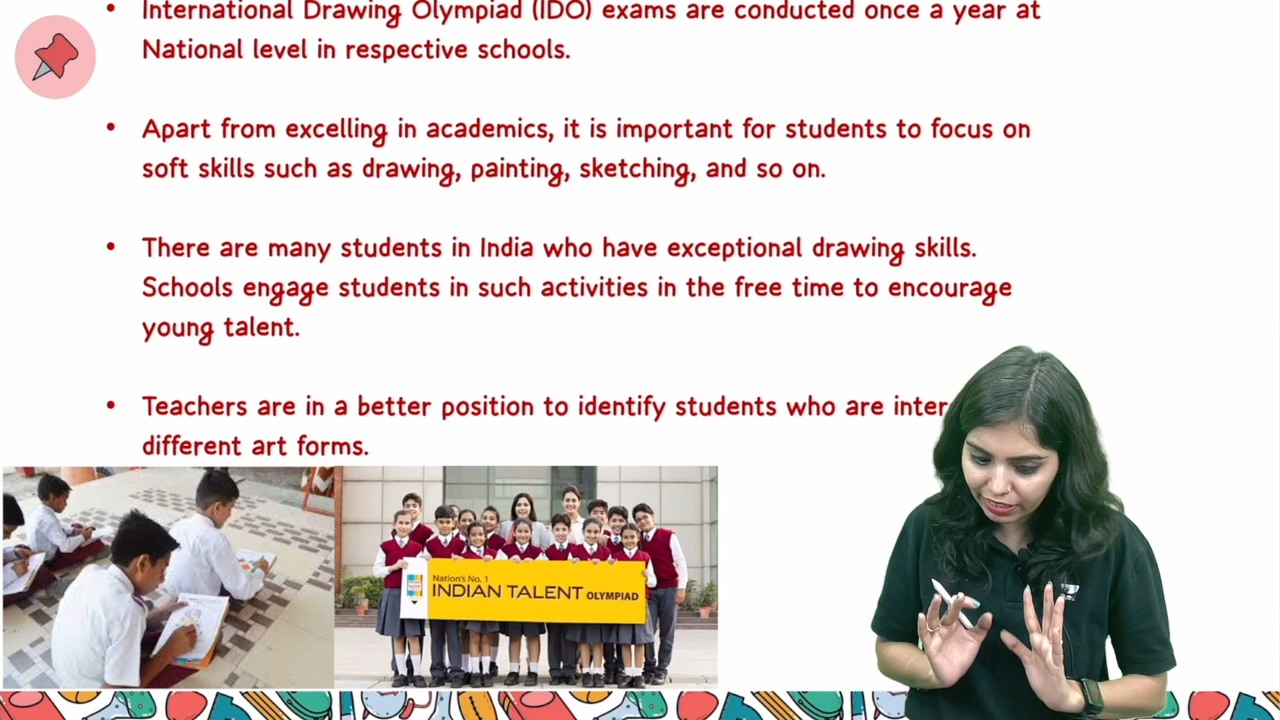 • International Drawing Olympiad (IDO) exams are conducted once a year at
National level in respective schools.
• Apart from excelling in academics, it is important for students to focus on
soft skills such as drawing, painting, sketching, and so on.
• There are many students in India who have exceptional drawing skills.
Schools engage students in such activities in the free time to encourage
young talent.
• Teachers are in a better position to identify students who are
different art forms.
Nation's No. 1
INDIAN TALENT OLYMPIAD